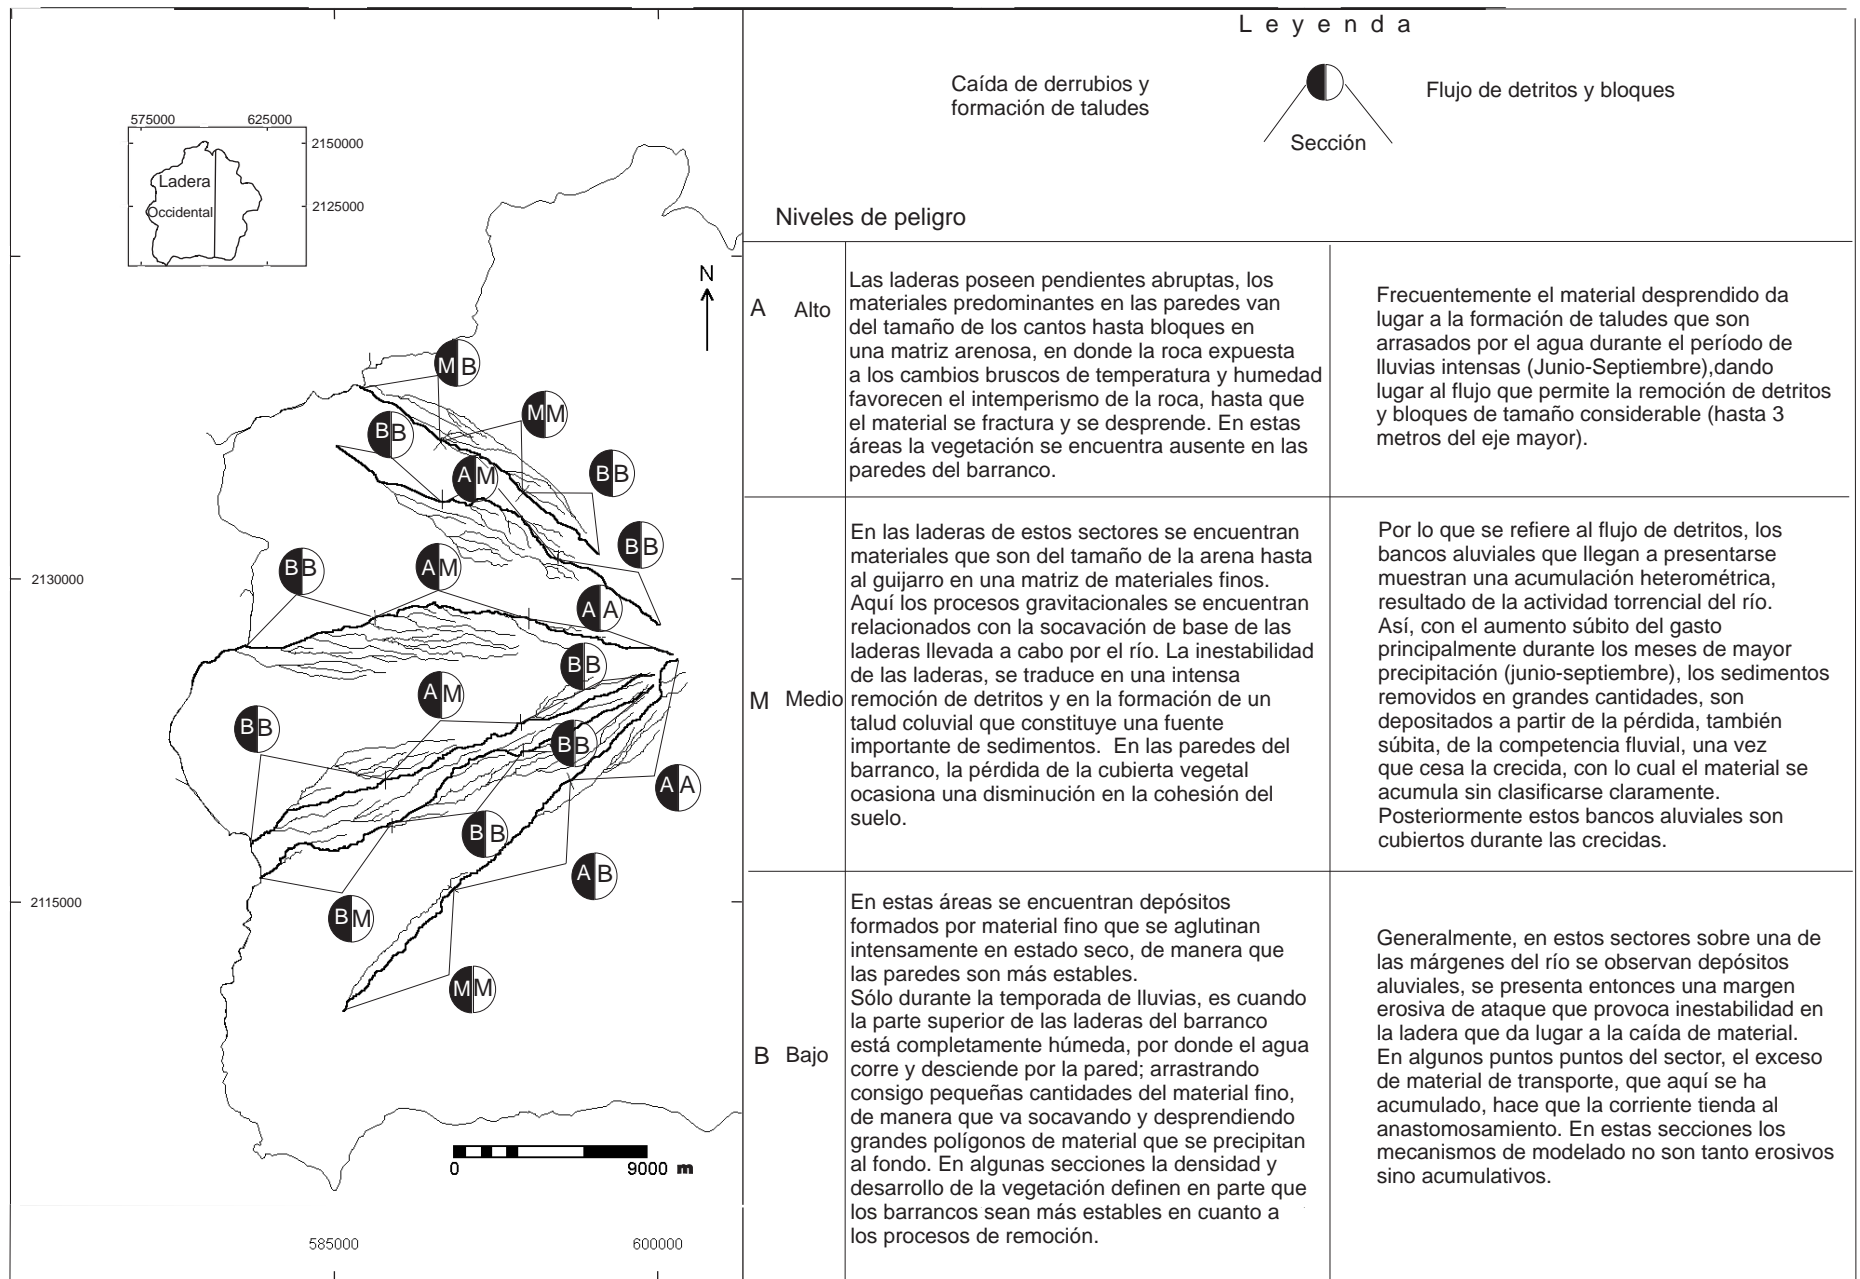 L e y e n d a
Caída de derrubios y
formación de taludes
Flujo de detritos y bloques
Sección
Niveles de peligro
575000
625000
2150000
2125000
Ladera
Occidental
N
M B
M M
B B
A M
B B
B B
B B
A M
A A
B B
A M
B B
B B
A A
B B
A B
B M
M M
2130000
2115000
0
9000 m
585000
600000
A Alto
Las laderas poseen pendientes abruptas, los
materiales predominantes en las paredes van
del tamaño de los cantos hasta bloques en
una matriz arenosa, en donde la roca expuesta
a los cambios bruscos de temperatura y humedad
favorecen el intemperismo de la roca, hasta que
el material se fractura y se desprende. En estas
áreas la vegetación se encuentra ausente en las
paredes del barranco.
Frecuentemente el material desprendido da
lugar a la formación de taludes que son
arrasados por el agua durante el período de
lluvias intensas (Junio-Septiembre),dando
lugar al flujo que permite la remoción de detritos
y bloques de tamaño considerable (hasta 3
metros del eje mayor).
M Medio
En las laderas de estos sectores se encuentran
materiales que son del tamaño de la arena hasta
al guijarro en una matriz de materiales finos.
Aquí los procesos gravitacionales se encuentran
relacionados con la socavación de base de las
laderas llevada a cabo por el río. La inestabilidad
de las laderas, se traduce en una intensa
remoción de detritos y en la formación de un
talud coluvial que constituye una fuente
importante de sedimentos. En las paredes del
barranco, la pérdida de la cubierta vegetal
ocasiona una disminución en la cohesión del
suelo.
Por lo que se refiere al flujo de detritos, los
bancos aluviales que llegan a presentarse
muestran una acumulación heterométrica,
resultado de la actividad torrencial del río.
Así, con el aumento súbito del gasto
principalmente durante los meses de mayor
precipitación (junio-septiembre), los sedimentos
removidos en grandes cantidades, son
depositados a partir de la pérdida, también
súbita, de la competencia fluvial, una vez
que cesa la crecida, con lo cual el material se
acumula sin clasificarse claramente.
Posteriormente estos bancos aluviales son
cubiertos durante las crecidas.
B Bajo
En estas áreas se encuentran depósitos
formados por material fino que se aglutinan
intensamente en estado seco, de manera que
las paredes son más estables.
Sólo durante la temporada de lluvias, es cuando
la parte superior de las laderas del barranco
está completamente húmeda, por donde el agua
corre y desciende por la pared; arrastrando
consigo pequeñas cantidades del material fino,
de manera que va socavando y desprendiendo
grandes polígonos de material que se precipitan
al fondo. En algunas secciones la densidad y
desarrollo de la vegetación definen en parte que
los barrancos sean más estables en cuanto a
los procesos de remoción.
Generalmente, en estos sectores sobre una de
las márgenes del río se observan depósitos
aluviales, se presenta entonces una margen
erosiva de ataque que provoca inestabilidad en
la ladera que da lugar a la caída de material.
En algunos puntos puntos del sector, el exceso
de material de transporte, que aquí se ha
acumulado, hace que la corriente tienda al
anastomosamiento. En estas secciones los
mecanismos de modelado no son tanto erosivos
sino acumulativos.